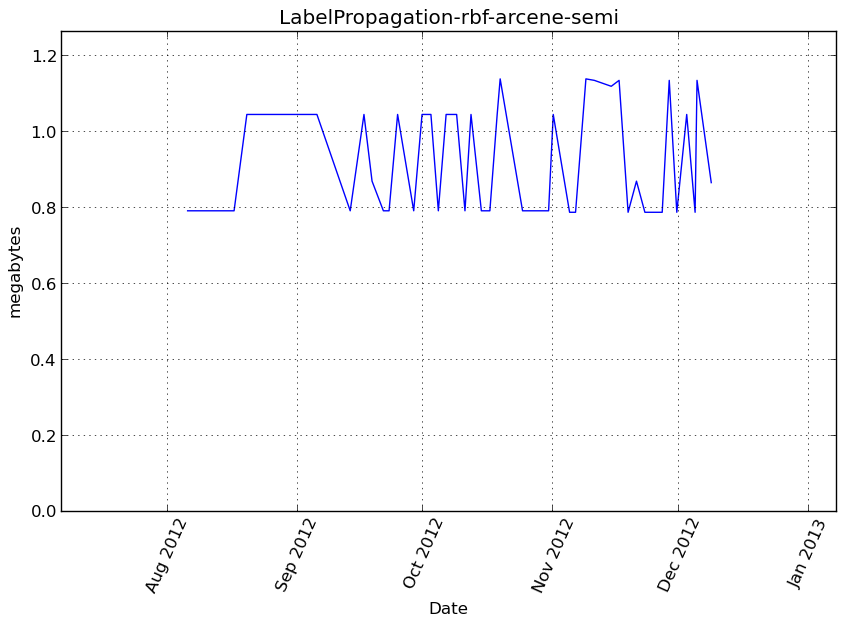 LabelPropagation-rbf-arcene-semi
megabytes
1.2
1.0
0.8
0.6
0.4
0.2
0.0
Aug 2012
Sep 2012
Oct 2012
Nov 2012
Dec 2012
Jan 2013
Date